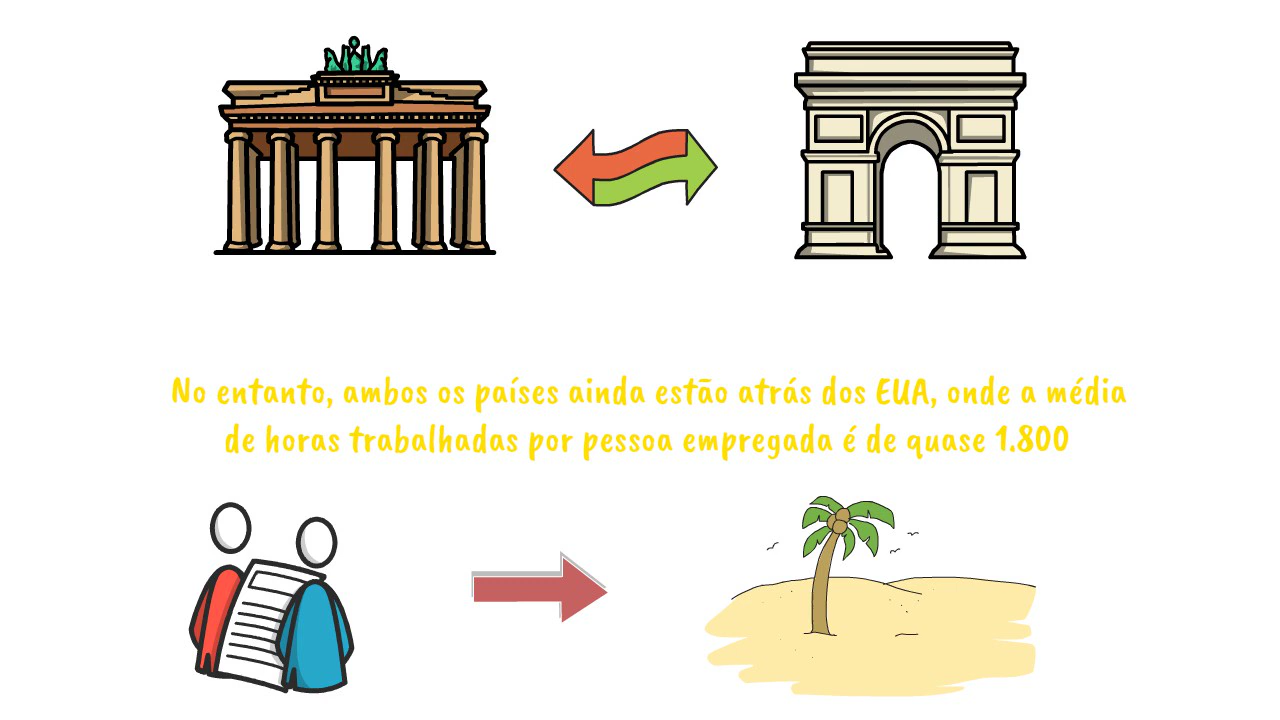 No entanto, ambos os países ainda estão atrás dos EUA, onde a média
de horas trabalhadas por pessoa empregada é de quase 1.800